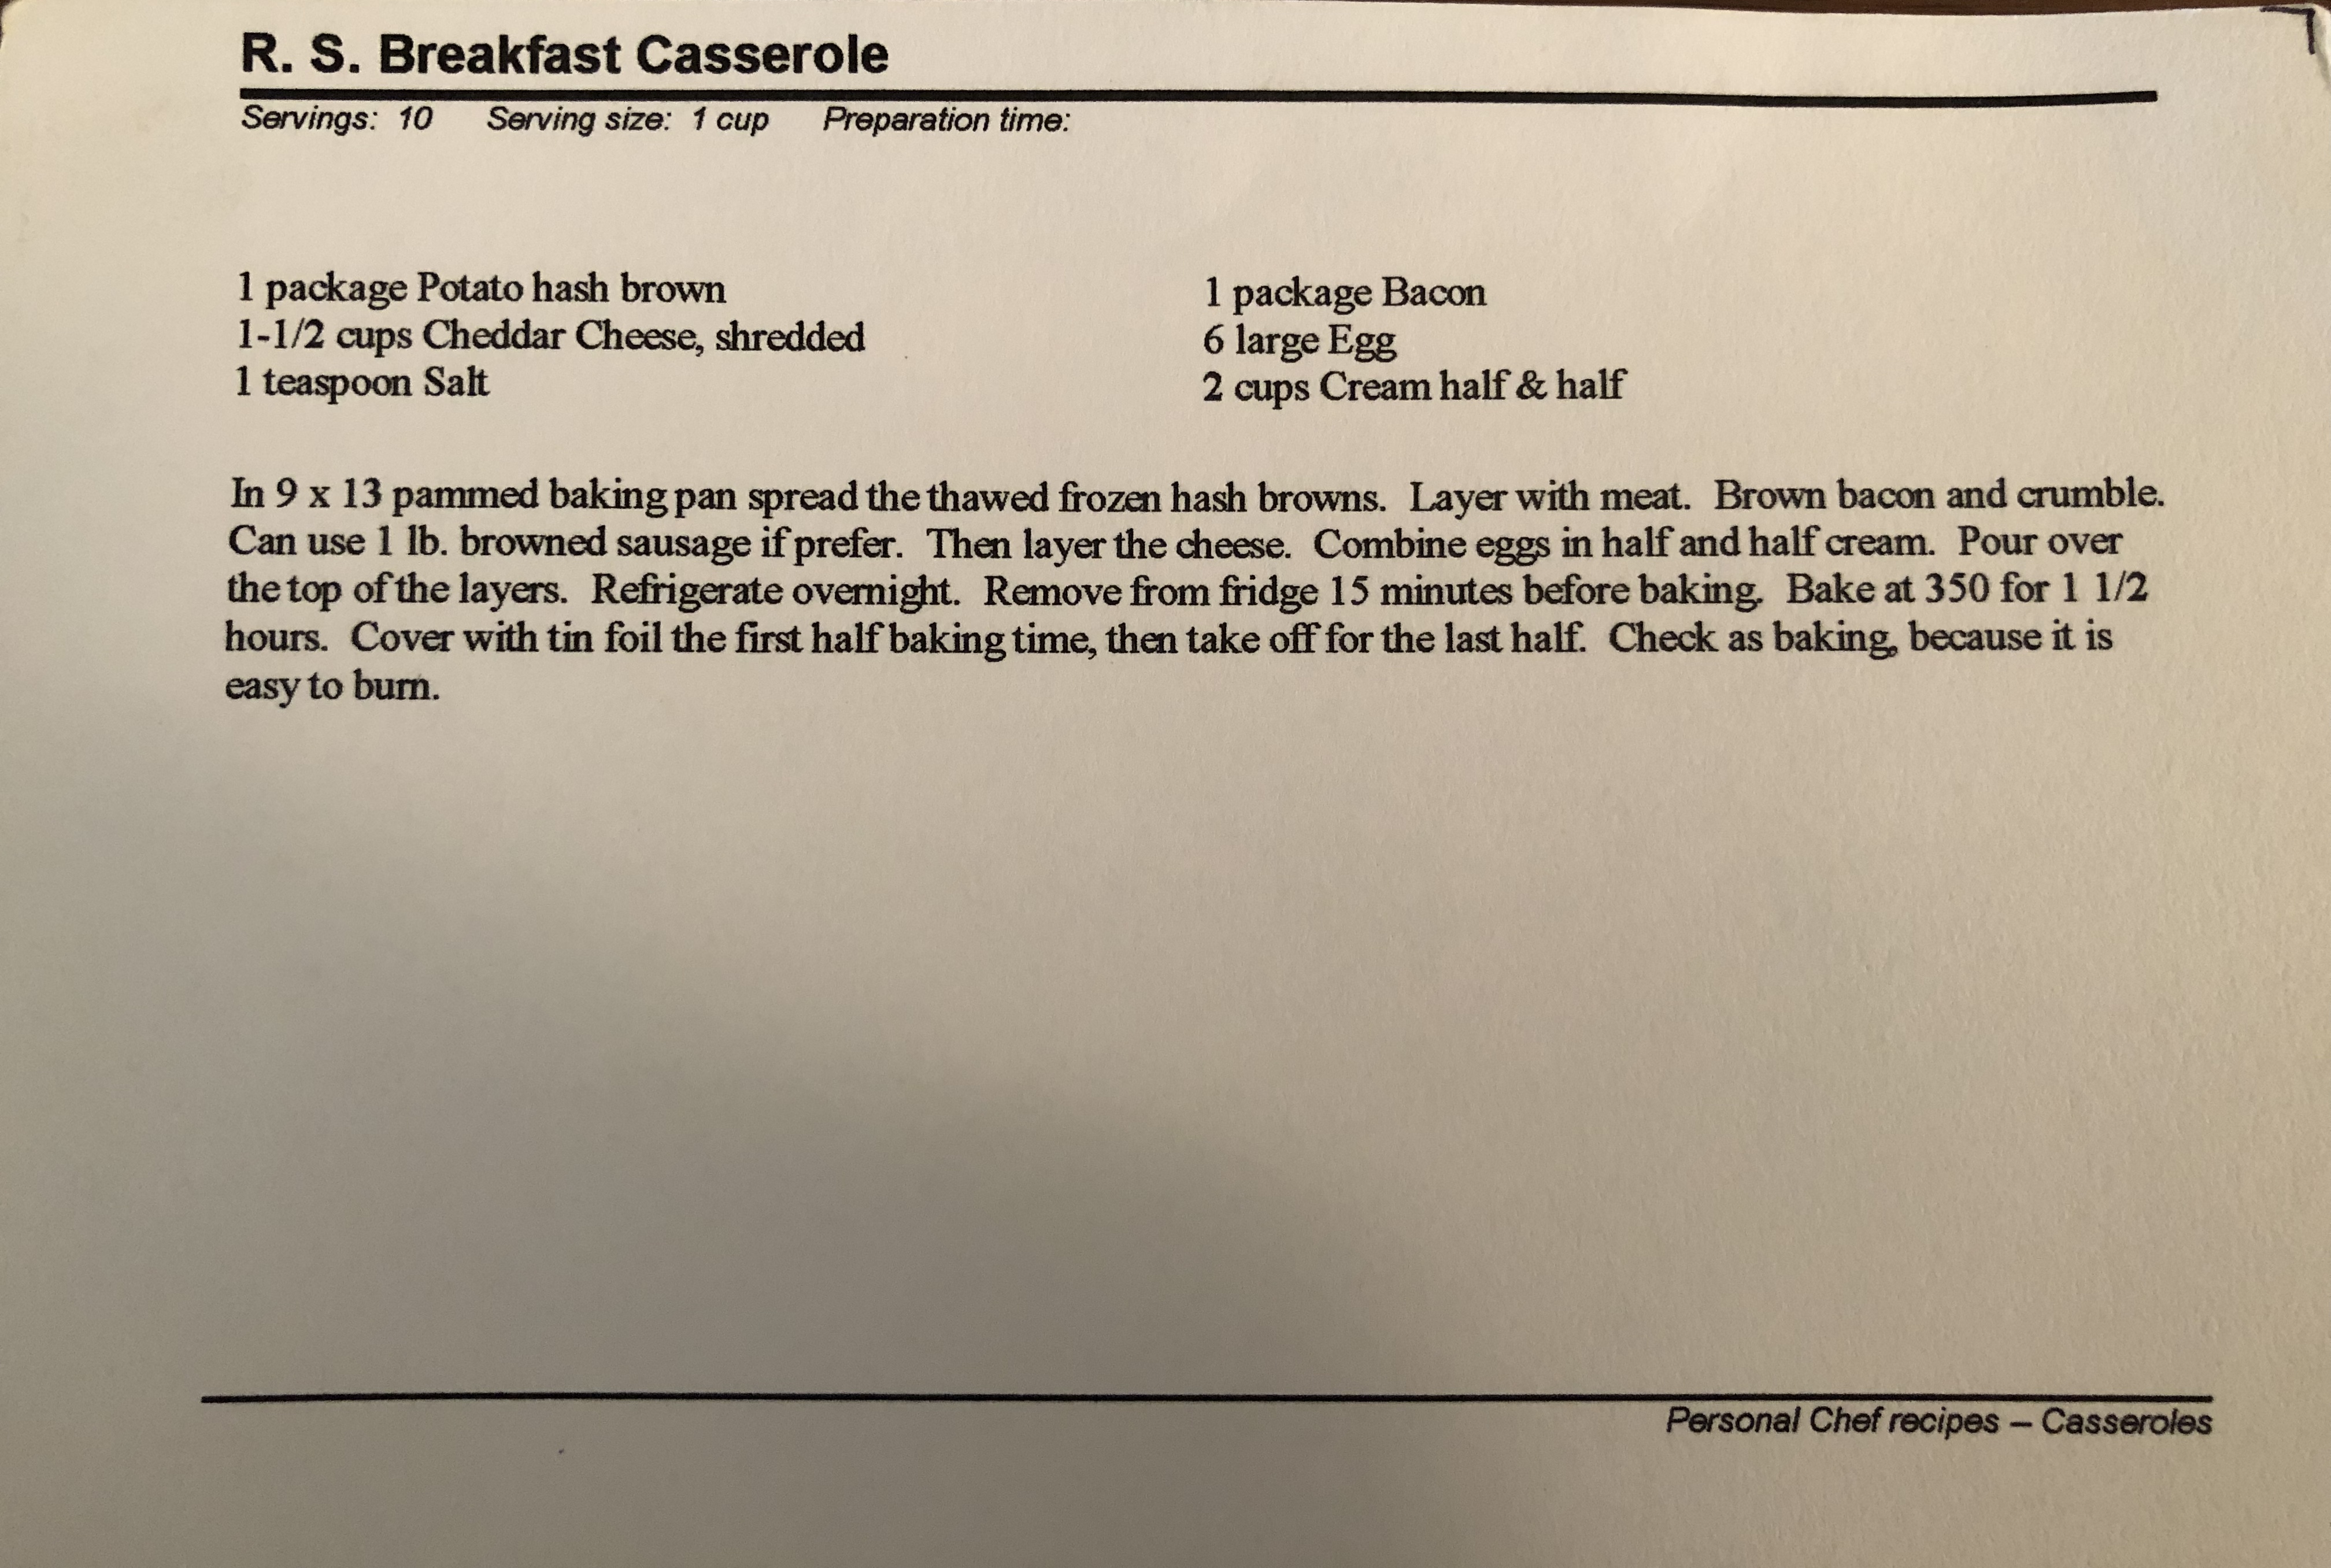 R. S. Breakfast Casserole
Servings: 10 Serving size: 1 cup Preparation time:
1 package Potato hash brown
1-1/2 cups Cheddar Cheese, shredded
1 teaspoon Salt
1 package Bacon
6 large Egg
2 cups Cream half & half
In 9 x 13 pammed baking pan spread the thawed frozen hash browns. Layer with meat. Brown bacon and crumble.
Can use 1 lb. browned sausage if prefer. Then layer the cheese. Combine eggs in half and half cream. Pour over
the top of the layers. Refrigerate overnight. Remove from fridge 15 minutes before baking. Bake at 350 for 1 1/2
hours. Cover with tin foil the first half baking time, then take off for the last half. Check as baking, because it is
easy to burn.
Personal Chef recipes – Casseroles